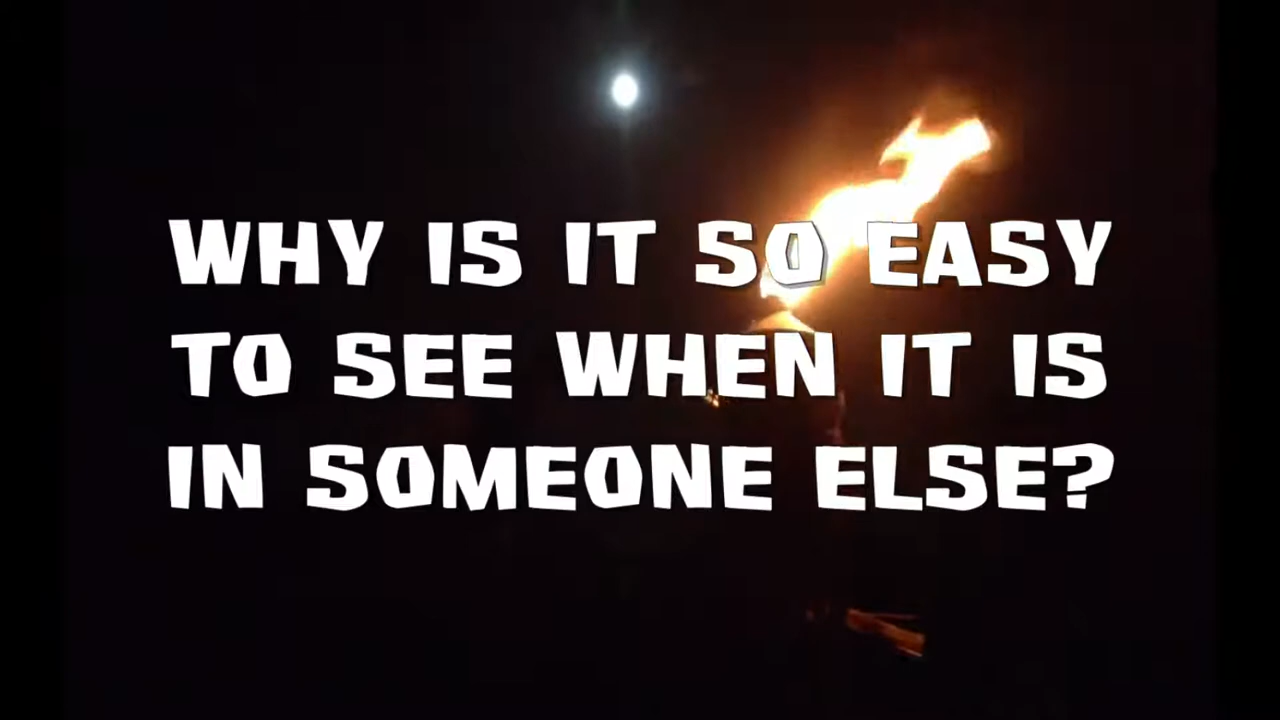 WHY IS IT SO EASY
TO SEE WHEN IT IS
IN SOMEONE ELSE?